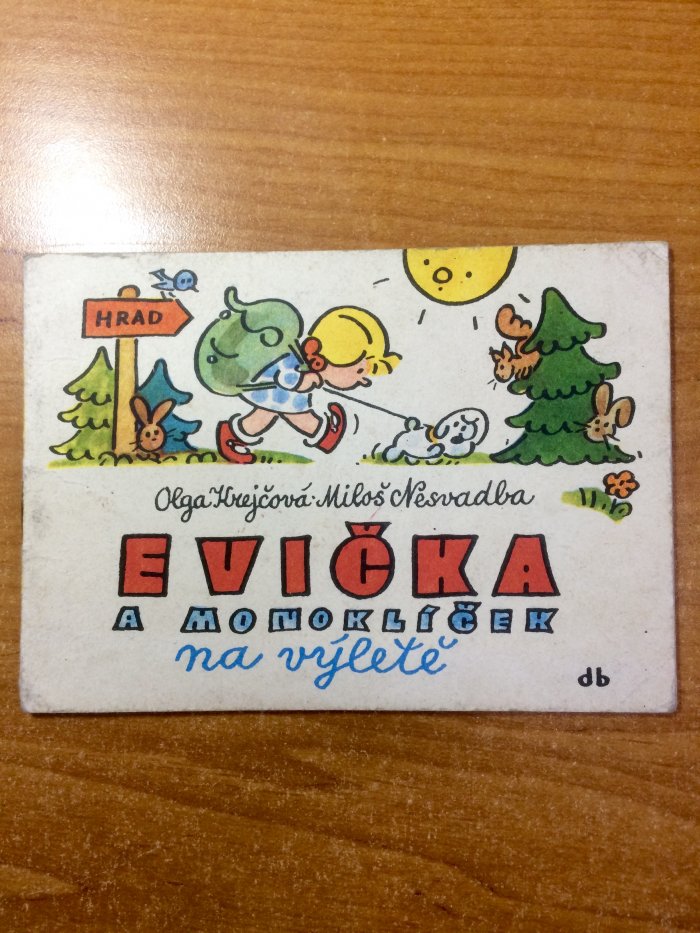 HRAD
Olga Krejčová · Miloš Nesvadba
EVIČKA
A MONOKLÍČEK
na výletě
db